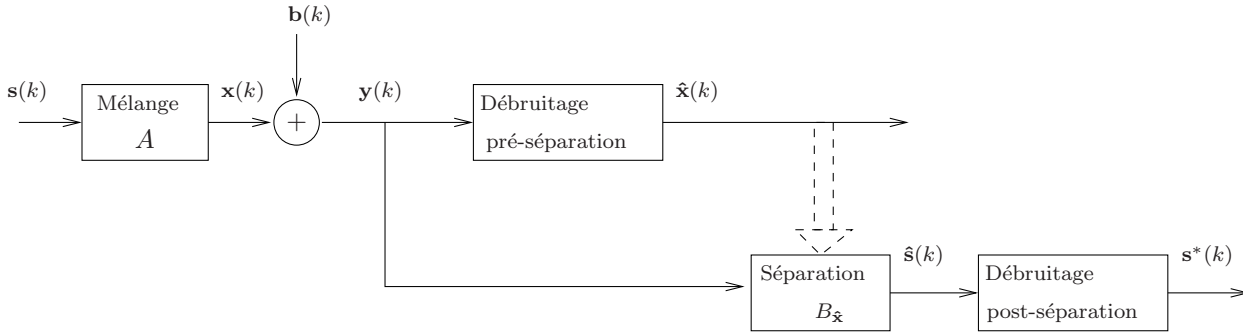 b(k)
s(k)
Mélange
A
x(k)
+
y(k)
Débruitage
pré-séparation
x̂(k)
Séparation
B_x̂
ŝ(k)
Débruitage
post-séparation
s*(k)